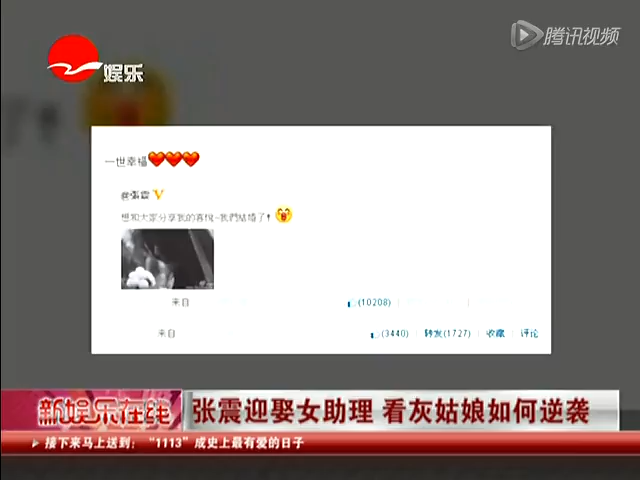 腾讯视频
娱乐
一世幸福
@張震
想和大家分享我的喜悅~我們結婚了!
来自
(10208)
来自
(3440) 转发(1727) 收藏 评论
新娱乐在线
张震迎娶女助理 看灰姑娘如何逆袭
接下来马上送到：“1113”成史上最有爱的日子